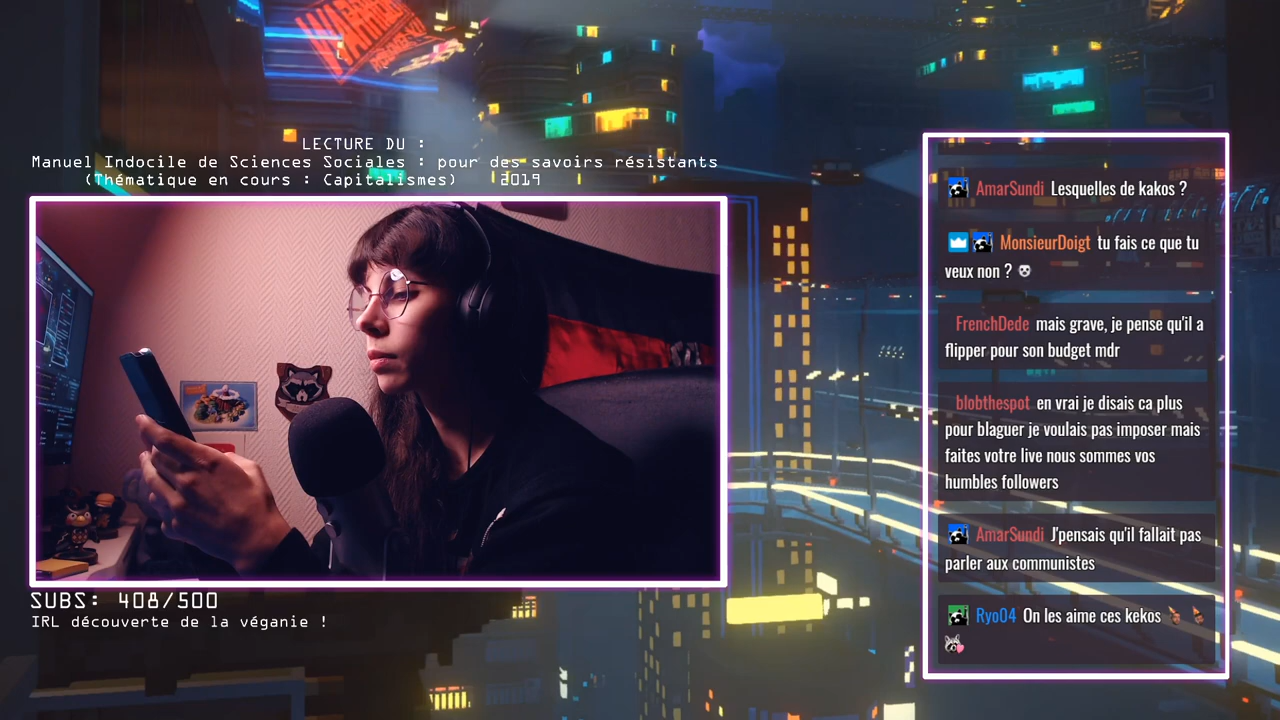 LECTURE DU :
Manuel Indocile de Sciences Sociales : pour des savoirs résistants
(Thématique en cours : Capitalismes) 2019
SUBS: 408/500
IRL découverte de la véganie !
AmarSundi Lesquelles de kakos ?
MonsieurDoigt tu fais ce que tu
veux non ?
FrenchDede mais grave, je pense qu'il a
flipper pour son budget mdr
blobthespot en vrai je disais ca plus
pour blaguer je voulais pas imposer mais
faites votre live nous sommes vos
humbles followers
AmarSundi J'pensais qu'il fallait pas
parler aux communistes
Ryo04 On les aime ces kekos